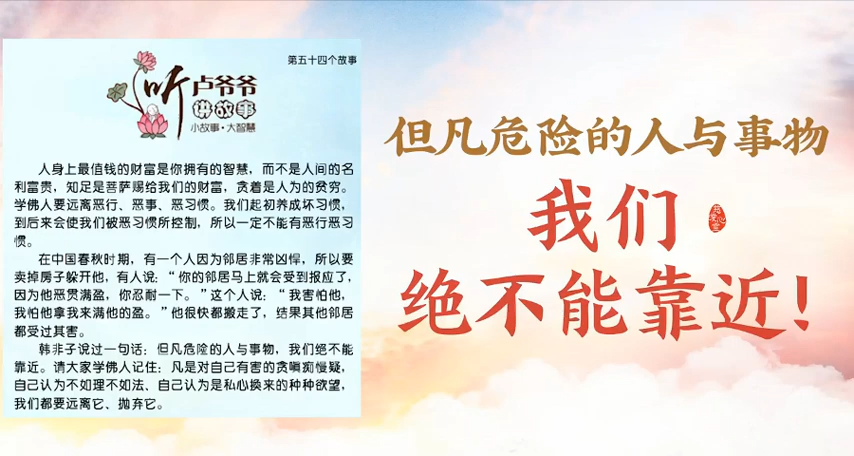 第五十四个故事
听
卢爷爷
讲故事
小故事·大智慧
人身上最值钱的财富是你拥有的智慧，而不是人间的名
利富贵，知足是菩萨赐给我们的财富，贪着是人为的贫穷。
学佛人要远离恶行、恶事、恶习惯。我们起初养成坏习惯，
到后来会使我们被恶习惯所控制，所以一定不能有恶行恶习
惯。
在中国春秋时期，有一个人因为邻居非常凶悍，所以要
卖掉房子躲开他，有人说：“你的邻居马上就会受到报应了，
因为他恶贯满盈，你忍耐一下。”这个人说：“我害怕他，
我怕他拿我来满他的盈。”他很快都搬走了，结果其他邻居
都受过其害。
韩非子说过一句话：但凡危险的人与事物，我们绝不能
靠近。请大家学佛人记住：凡是对自己有害的贪嗔痴慢疑，
自己认为不如理不如法、自己认为是私心换来的种种欲望，
我们都要远离它、抛弃它。
但凡危险的人与事物
我们
绝不能靠近！